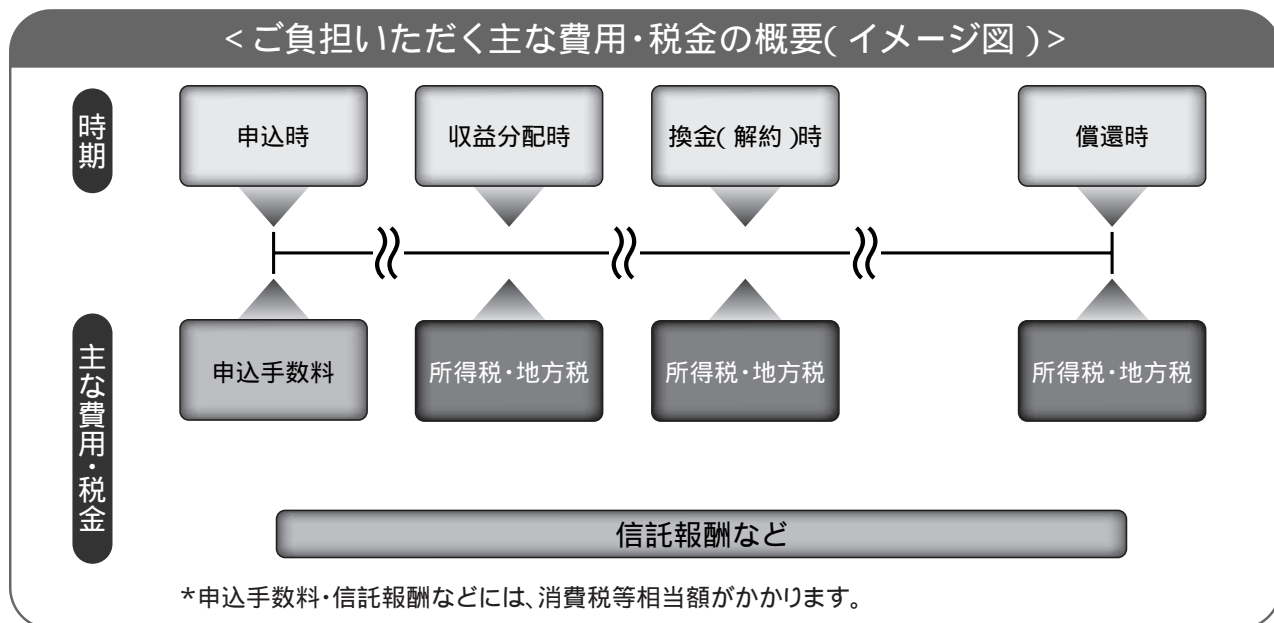 <ご負担いただく主な費用・税金の概要(イメージ図)>
時期
申込時
収益分配時
換金(解約)時
償還時
主な費用・税金
申込手数料
所得税・地方税
所得税・地方税
所得税・地方税
信託報酬など
*申込手数料・信託報酬などには、消費税等相当額がかかります。